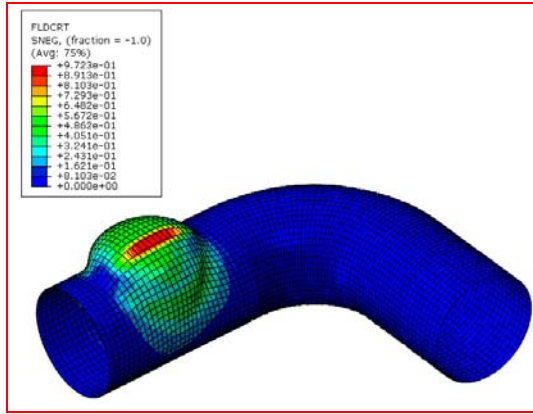 FLDCRT
SNEG, (fraction = -1.0)
(Avg: 75%)
+9.723e-01
+8.913e-01
+8.103e-01
+7.293e-01
+6.482e-01
+5.672e-01
+4.862e-01
+4.051e-01
+3.241e-01
+2.431e-01
+1.621e-01
+8.103e-02
+0.000e+00